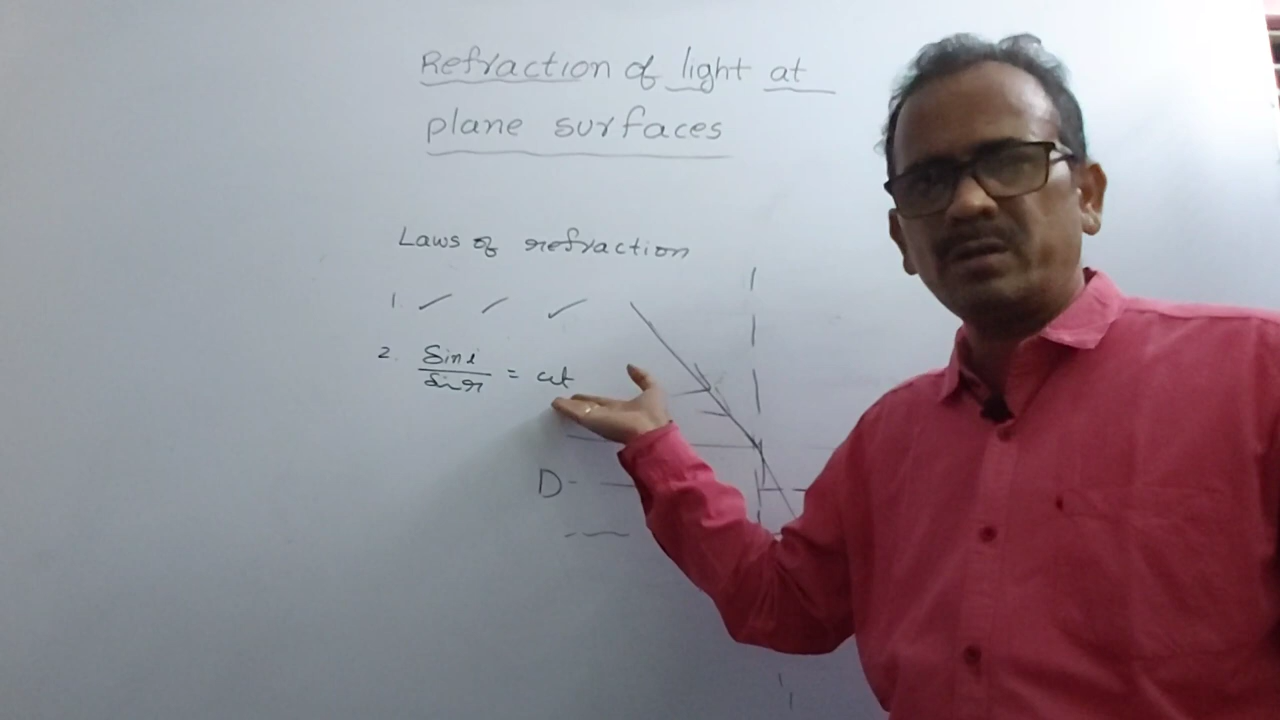 Refraction of light at
plane surfaces
Laws of refraction
1.
2. Sin i / Sin r = ct
D